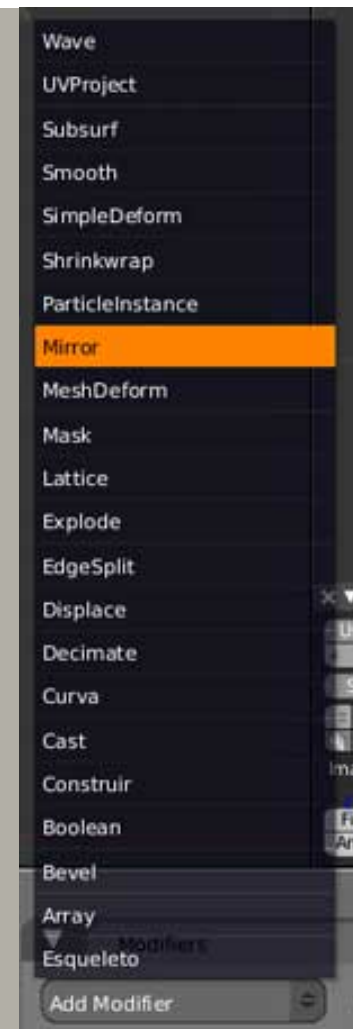 Wave
UVProject
Subsurf
Smooth
SimpleDeform
Shrinkwrap
ParticleInstance
Mirror
MeshDeform
Mask
Lattice
Explode
EdgeSplit
Displace
Decimate
Curva
Cast
Construir
Boolean
Bevel
Array
Modifiers
Esqueleto
Add Modifier